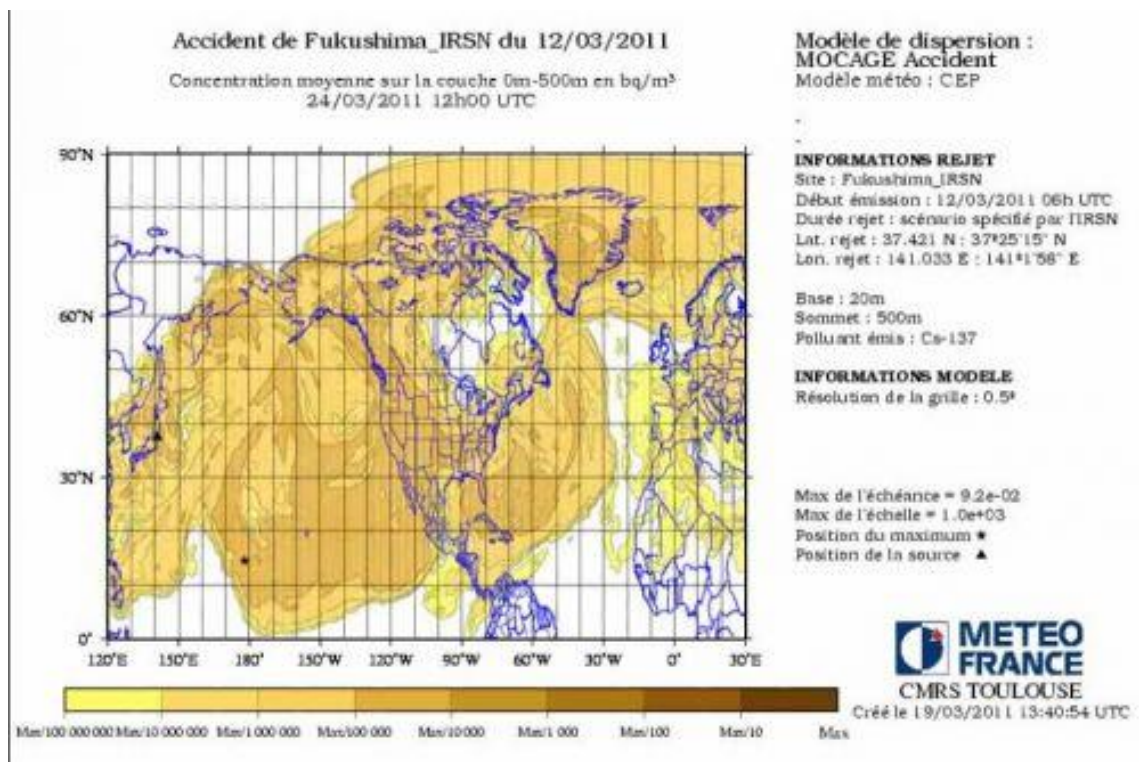 Accident de Fukushima_IRSN du 12/03/2011
Concentration moyenne sur la couche 0m-500m en bq/m³
24/03/2011 12h00 UTC
Modèle de dispersion :
MOCAGE Accident
Modèle météo : CEP
-
-
INFORMATIONS REJET
Site : Fukushima_IRSN
Début émission : 12/03/2011 06h UTC
Durée rejet : scénario spécifié par l'IRSN
Lat. rejet : 37.421 N ; 37°25'15" N
Lon. rejet : 141.033 E ; 141°1'58" E
Base : 20m
Sommet : 500m
Polluant émis : Cs-137
INFORMATIONS MODELE
Résolution de la grille : 0.5°
Max de l'échéance = 9.2e-02
Max de l'échelle = 1.0e+03
Position du maximum ★
Position de la source ▲
90°N
60°N
30°N
0°
120°E 150°E 180° 150°W 120°W 90°W 60°W 30°W 0° 30°E
Max/100 000 000 Max/10 000 000 Max/1 000 000 Max/100 000 Max/10 000 Max/1 000 Max/100 Max/10 Max
METEO
FRANCE
CMRS TOULOUSE
Créé le 19/03/2011 13:40:54 UTC